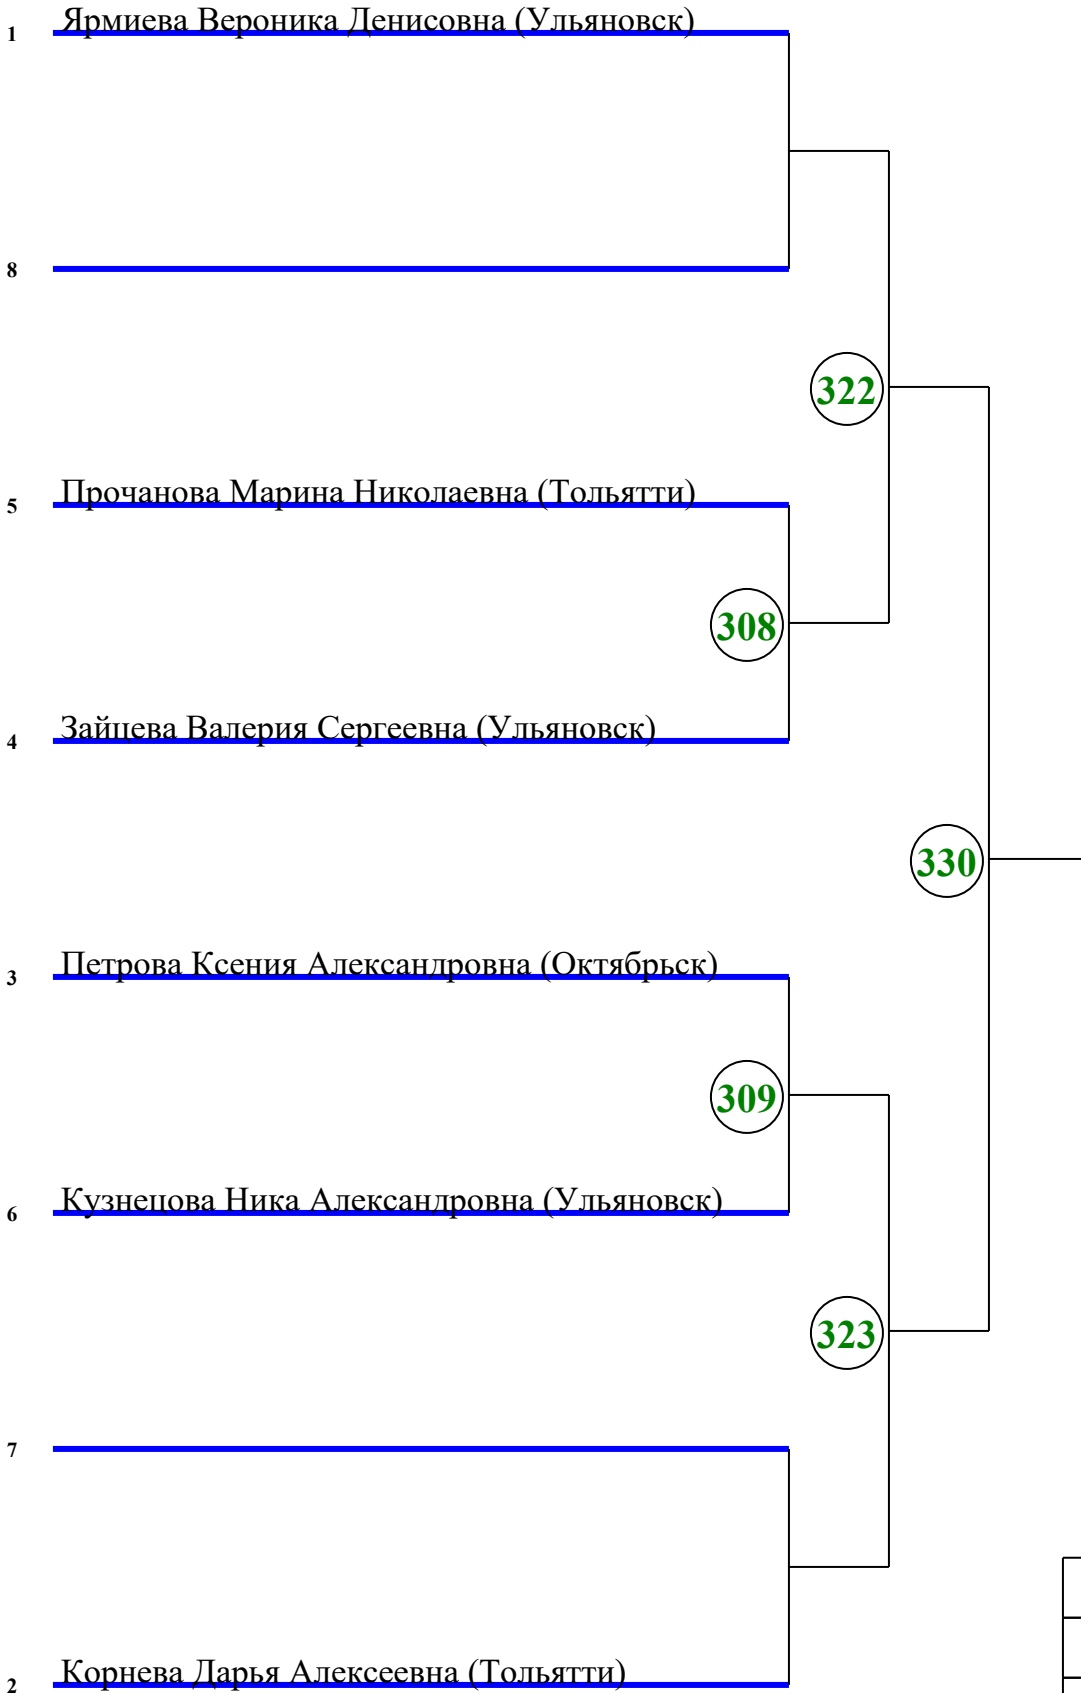 1 Ярмиева Вероника Денисовна (Ульяновск)
8
322
5 Прочанова Марина Николаевна (Тольятти)
308
4 Зайцева Валерия Сергеевна (Ульяновск)
330
3 Петрова Ксения Александровна (Октябрьск)
309
6 Кузнецова Ника Александровна (Ульяновск)
323
7
2 Корнева Дарья Алексеевна (Тольятти)